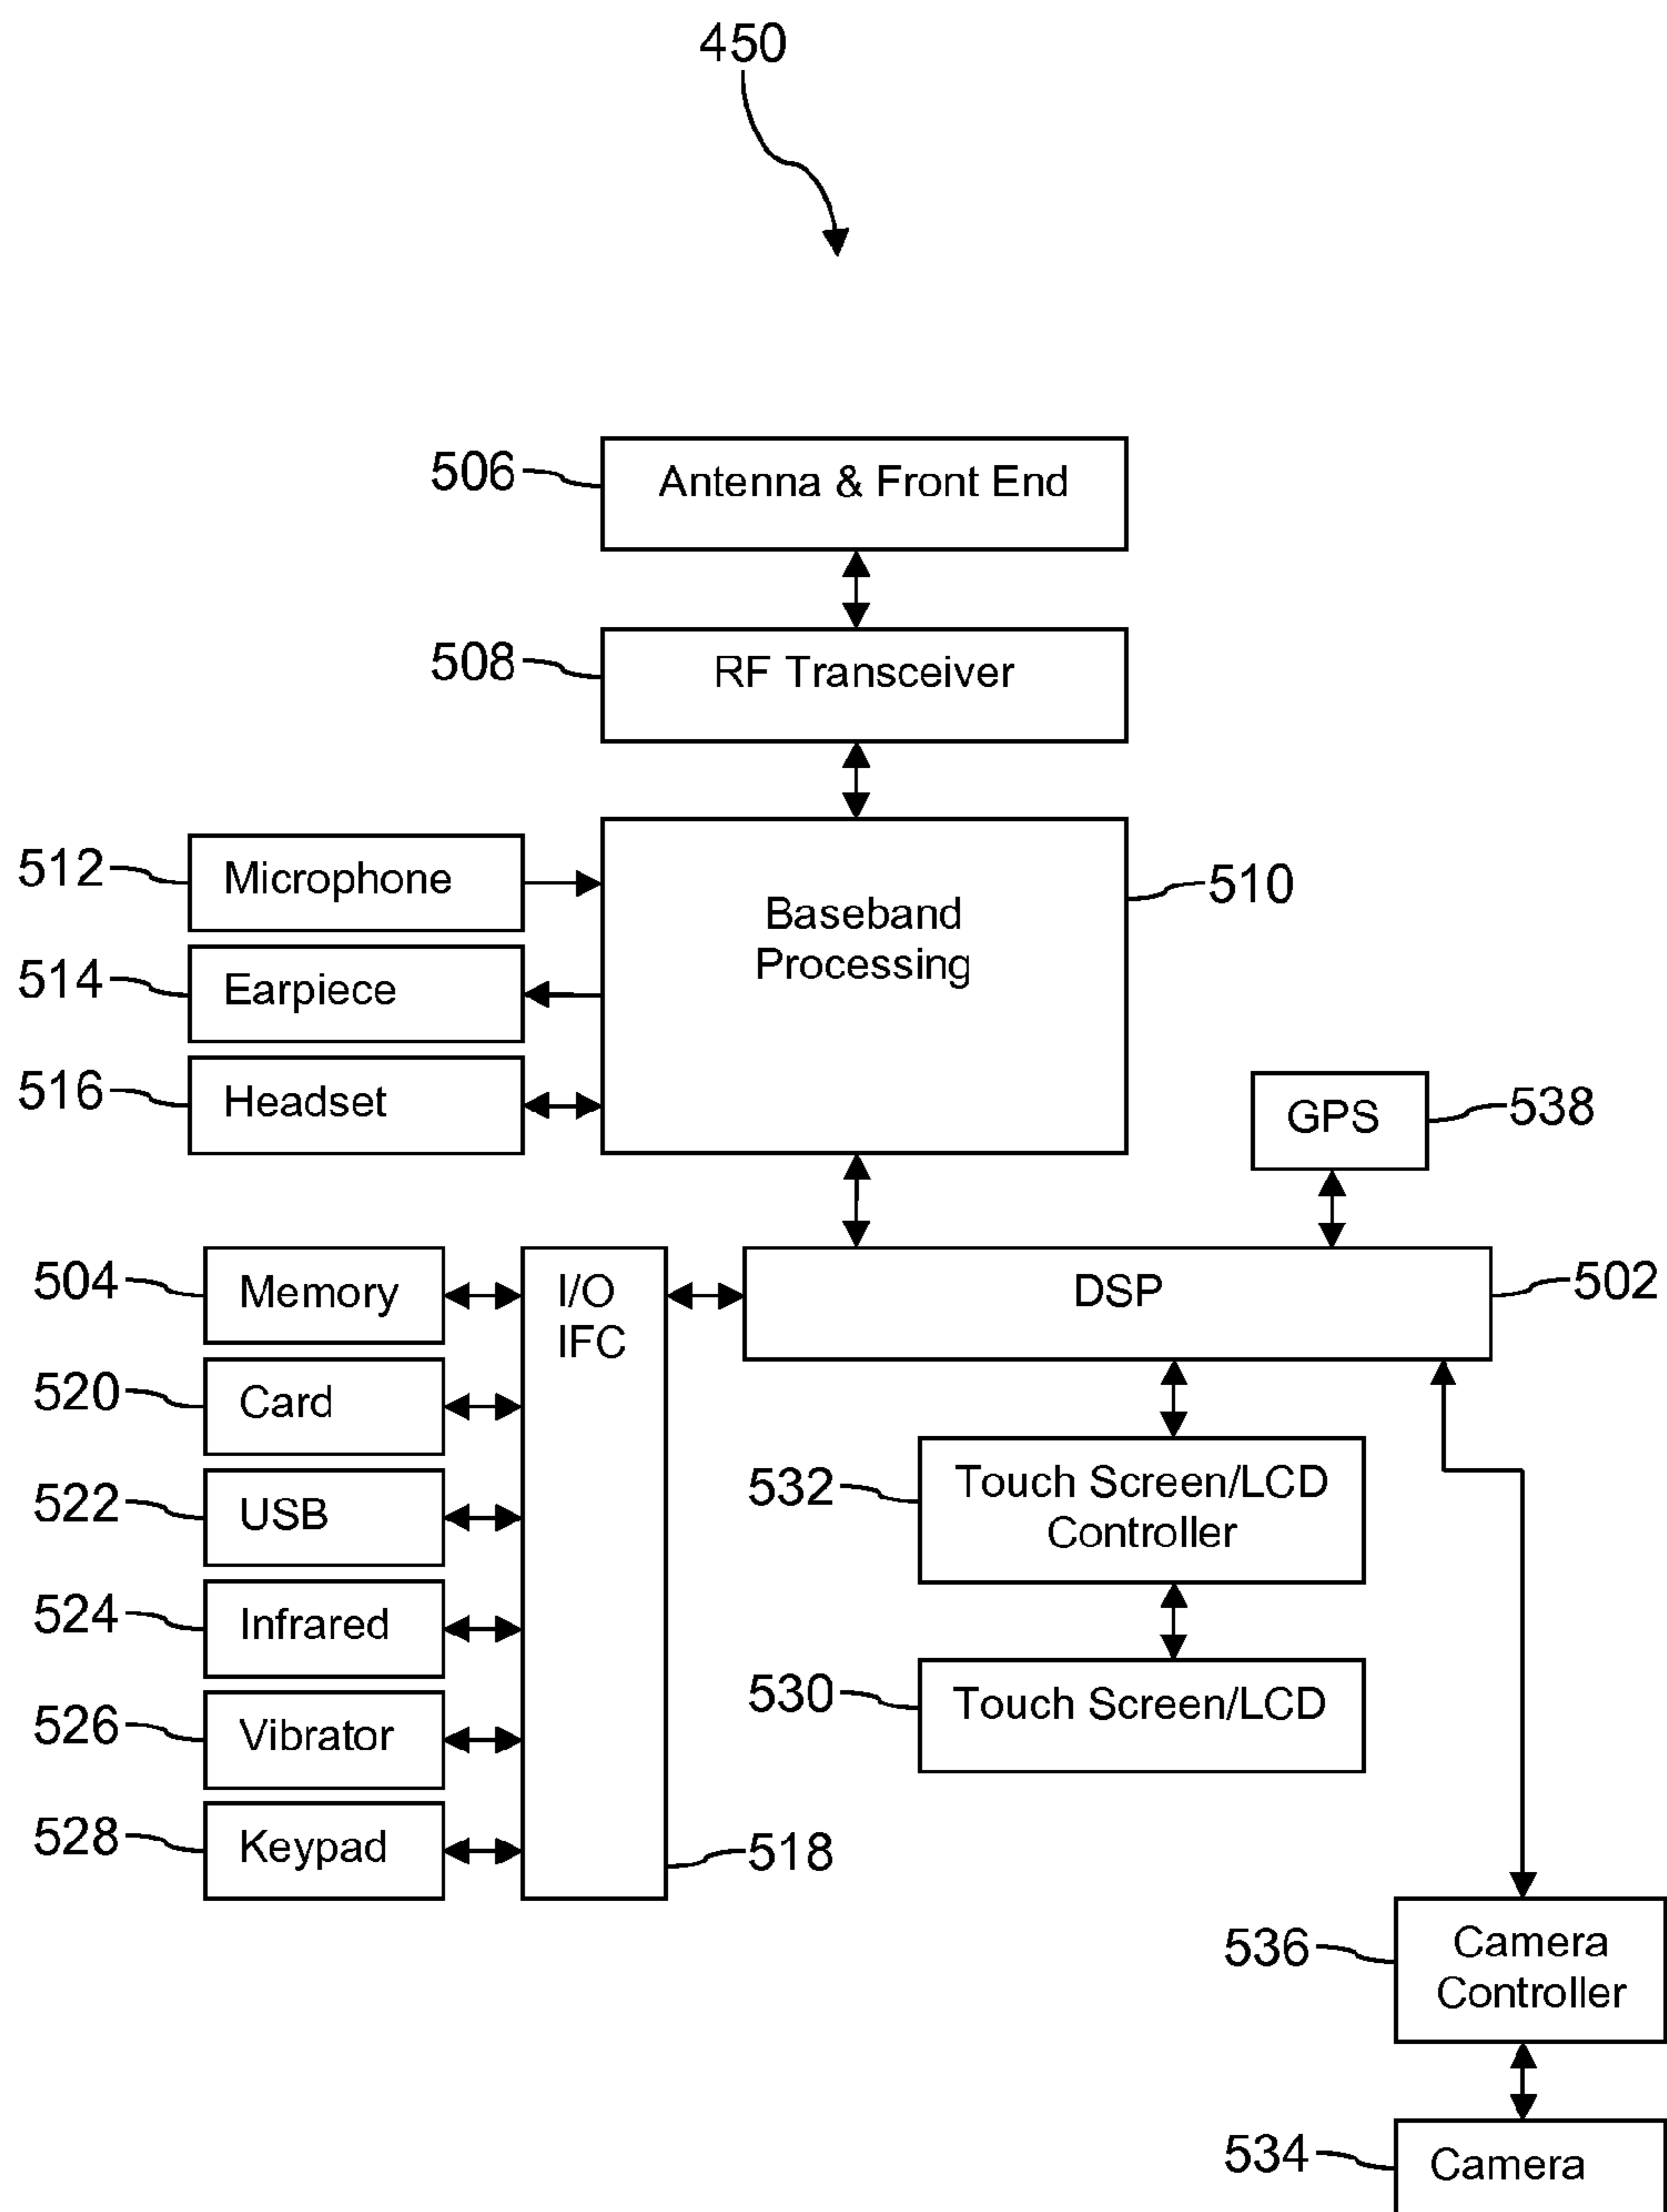 450
506
Antenna & Front End
508
RF Transceiver
512
Microphone
510
Baseband
Processing
514
Earpiece
516
Headset
GPS
538
504
Memory
I/O
IFC
DSP
502
520
Card
522
USB
532
Touch Screen/LCD
Controller
524
Infrared
526
Vibrator
530
Touch Screen/LCD
528
Keypad
518
536
Camera
Controller
534
Camera